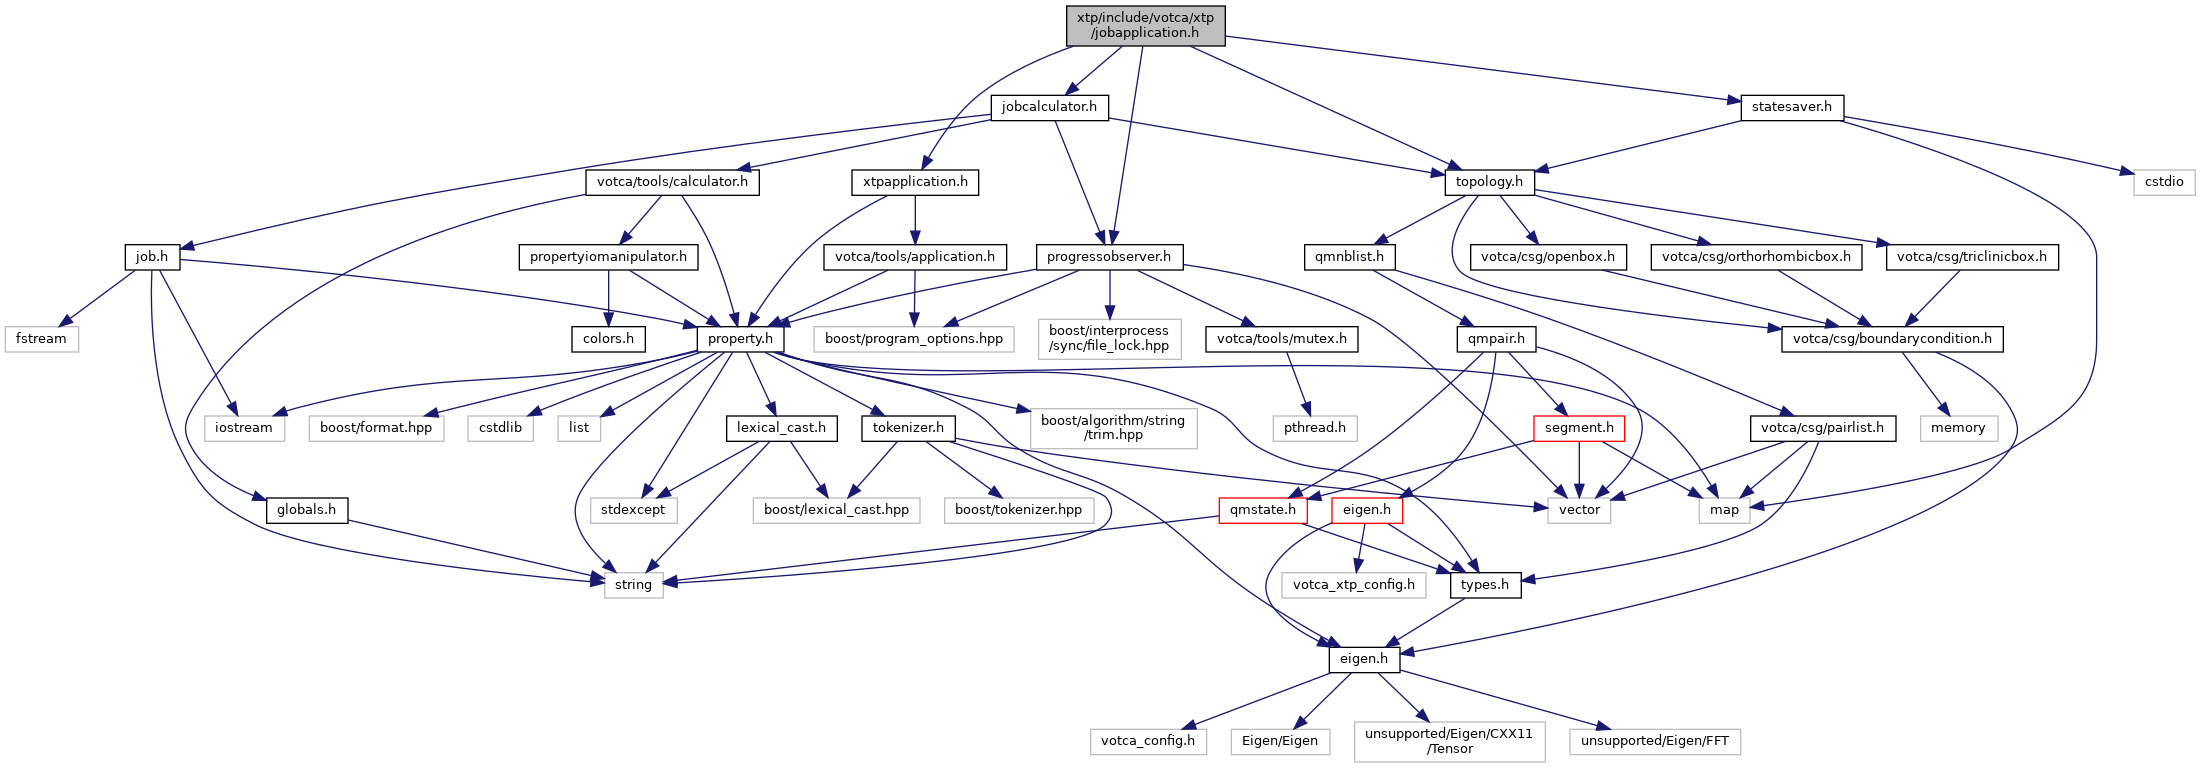 xtp/include/votca/xtp
/jobapplication.h
jobcalculator.h
statesaver.h
votca/tools/calculator.h
xtpapplication.h
topology.h
cstdio
job.h
propertyiomanipulator.h
votca/tools/application.h
progressobserver.h
qmnblist.h
votca/csg/openbox.h
votca/csg/orthorhombicbox.h
votca/csg/triclinicbox.h
fstream
colors.h
property.h
boost/program_options.hpp
boost/interprocess
/sync/file_lock.hpp
votca/tools/mutex.h
qmpair.h
votca/csg/boundarycondition.h
iostream
boost/format.hpp
cstdlib
list
lexical_cast.h
tokenizer.h
boost/algorithm/string
/trim.hpp
pthread.h
segment.h
votca/csg/pairlist.h
memory
globals.h
stdexcept
boost/lexical_cast.hpp
boost/tokenizer.hpp
qmstate.h
eigen.h
vector
map
string
votca_xtp_config.h
types.h
eigen.h
votca_config.h
Eigen/Eigen
unsupported/Eigen/CXX11
/Tensor
unsupported/Eigen/FFT